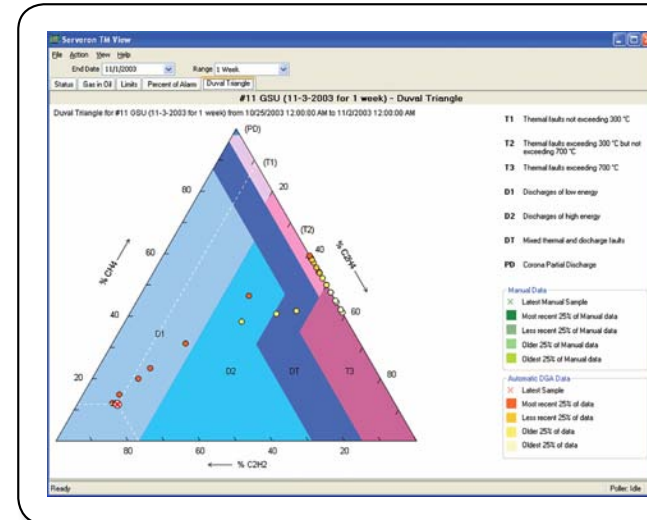 Serveron TM View
File Action View Help
End Date 11/1/2003 Range 1 Week
Status Gas in Oil Limits Percent of Alarm Duval Triangle
#11 GSU (11-3-2003 for 1 week) - Duval Triangle
Duval Triangle for #11 GSU (11-3-2003 for 1 week) from 10/25/2003 12:00:00 AM to 11/2/2003 12:00:00 AM
(PD)
(T1)
80
20
(T2)
60
40
% CH4
% C2H4
40
60
D1
20
D2
DT
T3
80
80
60
40
20
% C2H2
T1 Thermal faults not exceeding 300 °C
T2 Thermal faults exceeding 300 °C but not
exceeding 700 °C
T3 Thermal faults exceeding 700 °C
D1 Discharges of low energy
D2 Discharges of high energy
DT Mixed thermal and discharge faults
PD Corona Partial Discharge
Manual Data
Latest Manual Sample
Most recent 25% of Manual data
Less recent 25% of Manual data
Older 25% of Manual data
Oldest 25% of Manual data
Automatic DGA Data
Latest Sample
Most recent 25% of data
Less recent 25% of data
Older 25% of data
Oldest 25% of data
Ready
Poller: Idle